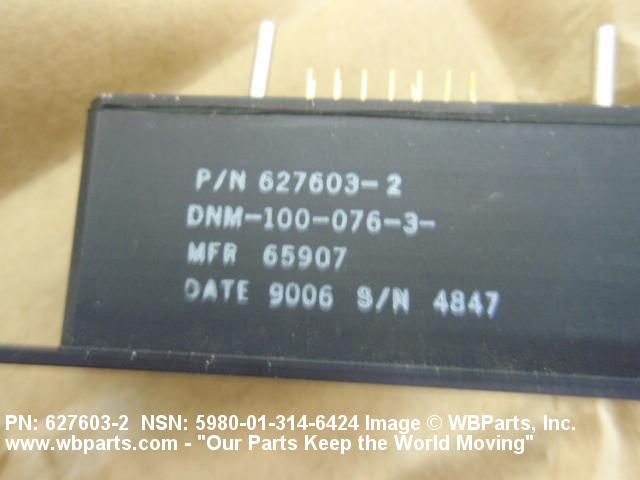 P/N 627603-2
DNM-100-076-3-
MFR 65907
DATE 9006 S/N 4847
PN: 627603-2 NSN: 5980-01-314-6424 Image © WBParts, Inc.
www.wbparts.com - "Our Parts Keep the World Moving"